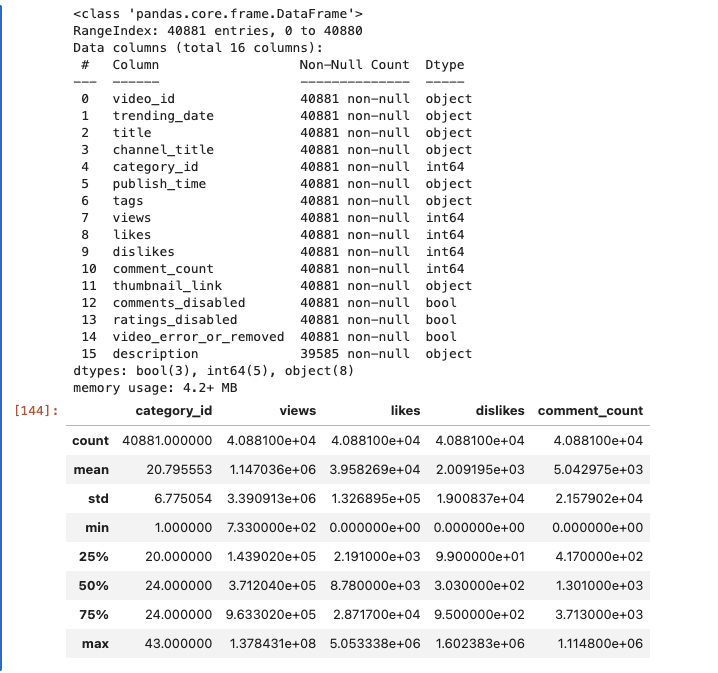 <class 'pandas.core.frame.DataFrame'>
RangeIndex: 40881 entries, 0 to 40880
Data columns (total 16 columns):
 #   Column                  Non-Null Count  Dtype
---  ------                  --------------  -----
 0   video_id                40881 non-null  object
 1   trending_date           40881 non-null  object
 2   title                   40881 non-null  object
 3   channel_title           40881 non-null  object
 4   category_id             40881 non-null  int64
 5   publish_time            40881 non-null  object
 6   tags                    40881 non-null  object
 7   views                   40881 non-null  int64
 8   likes                   40881 non-null  int64
 9   dislikes                40881 non-null  int64
 10  comment_count           40881 non-null  int64
 11  thumbnail_link          40881 non-null  object
 12  comments_disabled       40881 non-null  bool
 13  ratings_disabled        40881 non-null  bool
 14  video_error_or_removed  40881 non-null  bool
 15  description             39585 non-null  object
dtypes: bool(3), int64(5), object(8)
memory usage: 4.2+ MB
[144]: category_id views likes dislikes comment_count
count 40881.000000 4.088100e+04 4.088100e+04 4.088100e+04 4.088100e+04
mean 20.795553 1.147036e+06 3.958269e+04 2.009195e+03 5.042975e+03
std 6.775054 3.390913e+06 1.326895e+05 1.900837e+04 2.157902e+04
min 1.000000 7.330000e+02 0.000000e+00 0.000000e+00 0.000000e+00
25% 20.000000 1.439020e+05 2.191000e+03 9.900000e+01 4.170000e+02
50% 24.000000 3.712040e+05 8.780000e+03 3.030000e+02 1.301000e+03
75% 24.000000 9.633020e+05 2.871700e+04 9.500000e+02 3.713000e+03
max 43.000000 1.378431e+08 5.053338e+06 1.602383e+06 1.114800e+06